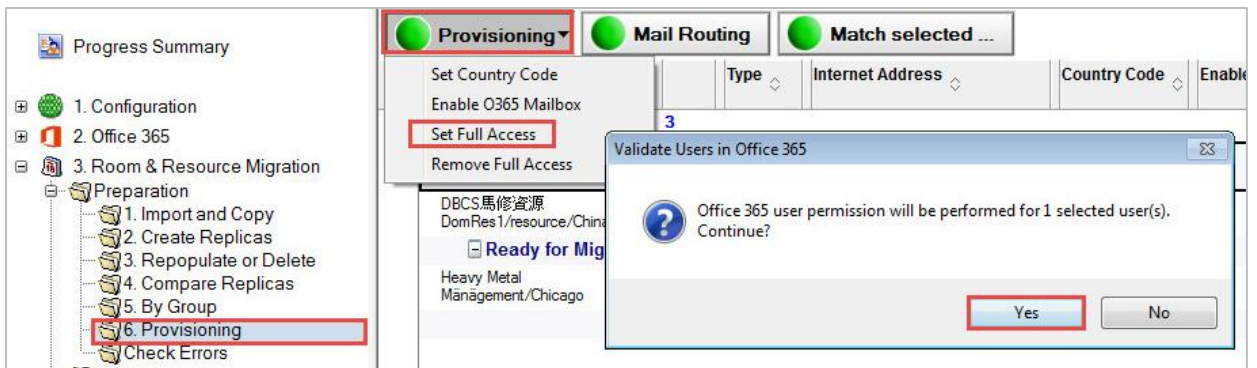 Progress Summary
1. Configuration
2. Office 365
3. Room & Resource Migration
Preparation
1. Import and Copy
2. Create Replicas
3. Repopulate or Delete
4. Compare Replicas
5. By Group
6. Provisioning
Check Errors
Provisioning
Mail Routing
Match selected ...
Set Country Code
Enable O365 Mailbox
Set Full Access
Remove Full Access
Type
Internet Address
Country Code
3
DBCS馬修資源
DomRes1/resource/China
Ready for Mig
Heavy Metal
Mänägement/Chicago
Validate Users in Office 365
Office 365 user permission will be performed for 1 selected user(s).
Continue?
Yes
No